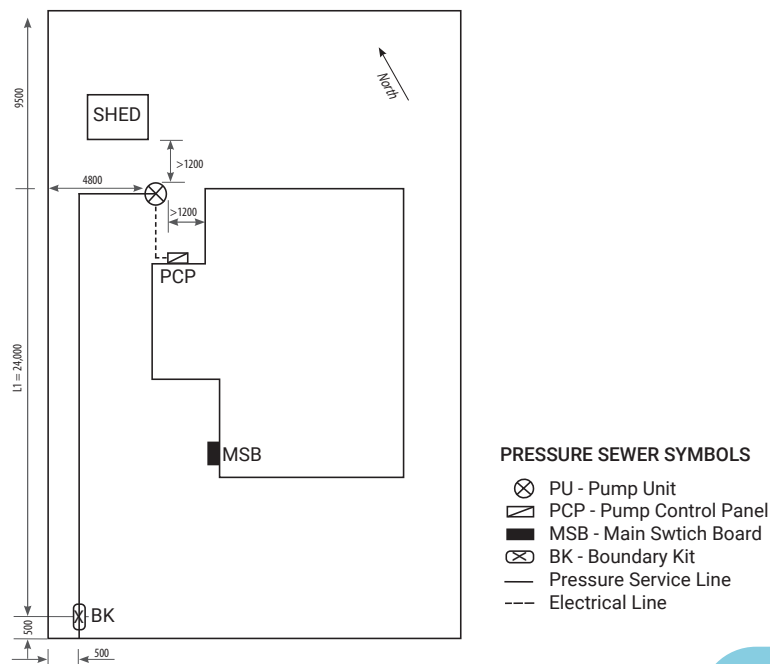 9500
North
SHED
>1200
4800
>1200
PCP
L1 = 24,000
MSB
PRESSURE SEWER SYMBOLS
PU - Pump Unit
PCP - Pump Control Panel
MSB - Main Swtich Board
BK - Boundary Kit
Pressure Service Line
Electrical Line
BK
500
500